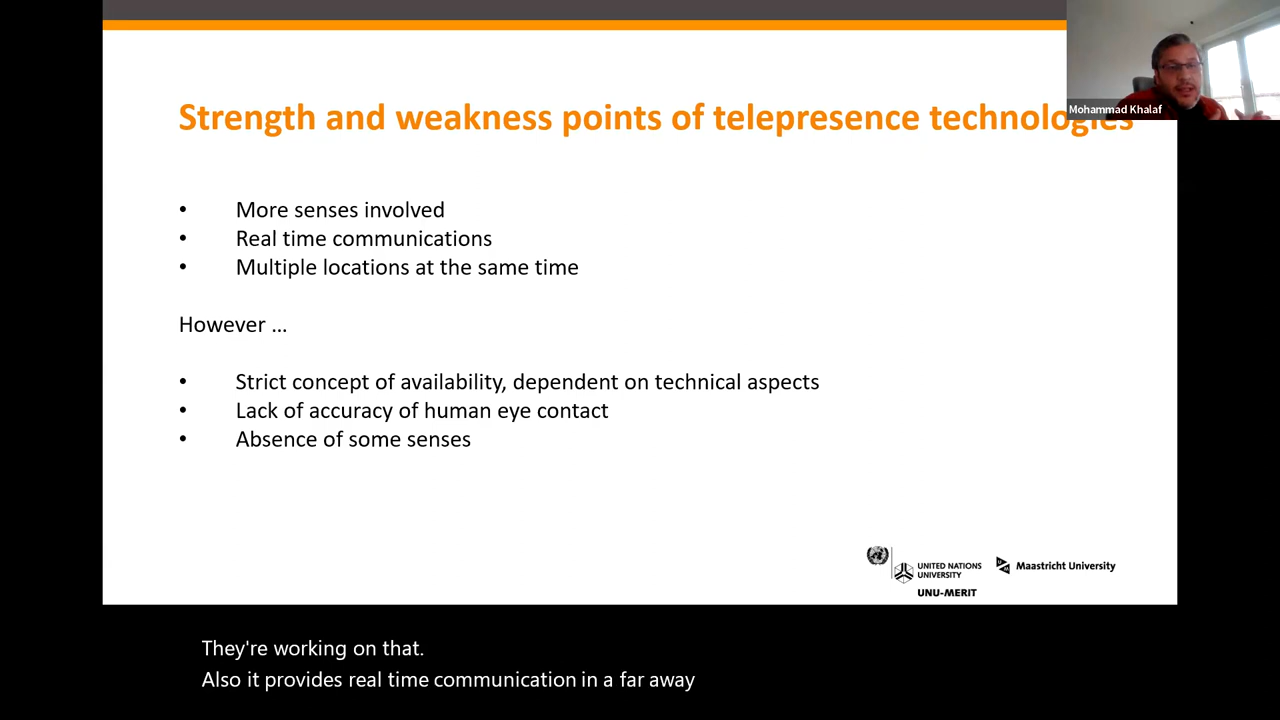 Mohammad Khalaf
Strength and weakness points of telepresence technologies
• More senses involved
• Real time communications
• Multiple locations at the same time
However ...
• Strict concept of availability, dependent on technical aspects
• Lack of accuracy of human eye contact
• Absence of some senses
UNITED NATIONS
UNIVERSITY
UNU-MERIT
Maastricht University
They're working on that.
Also it provides real time communication in a far away